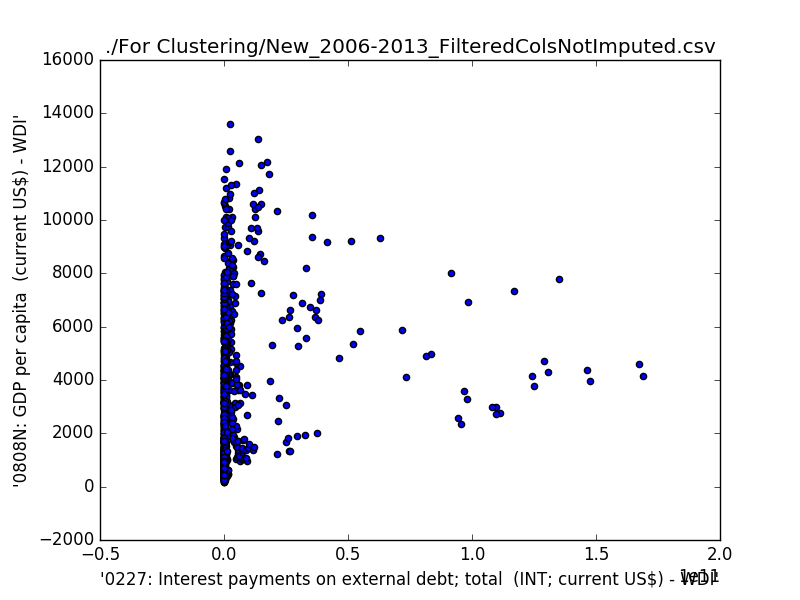 ./For Clustering/New_2006-2013_FilteredColsNotImputed.csv
16000
14000
12000
10000
8000
6000
4000
2000
0
−2000
'0808N: GDP per capita  (current US$) - WDI'
−0.5 0.0 0.5 1.0 1.5 2.0
1e11
'0227: Interest payments on external debt; total  (INT; current US$) - WDI'